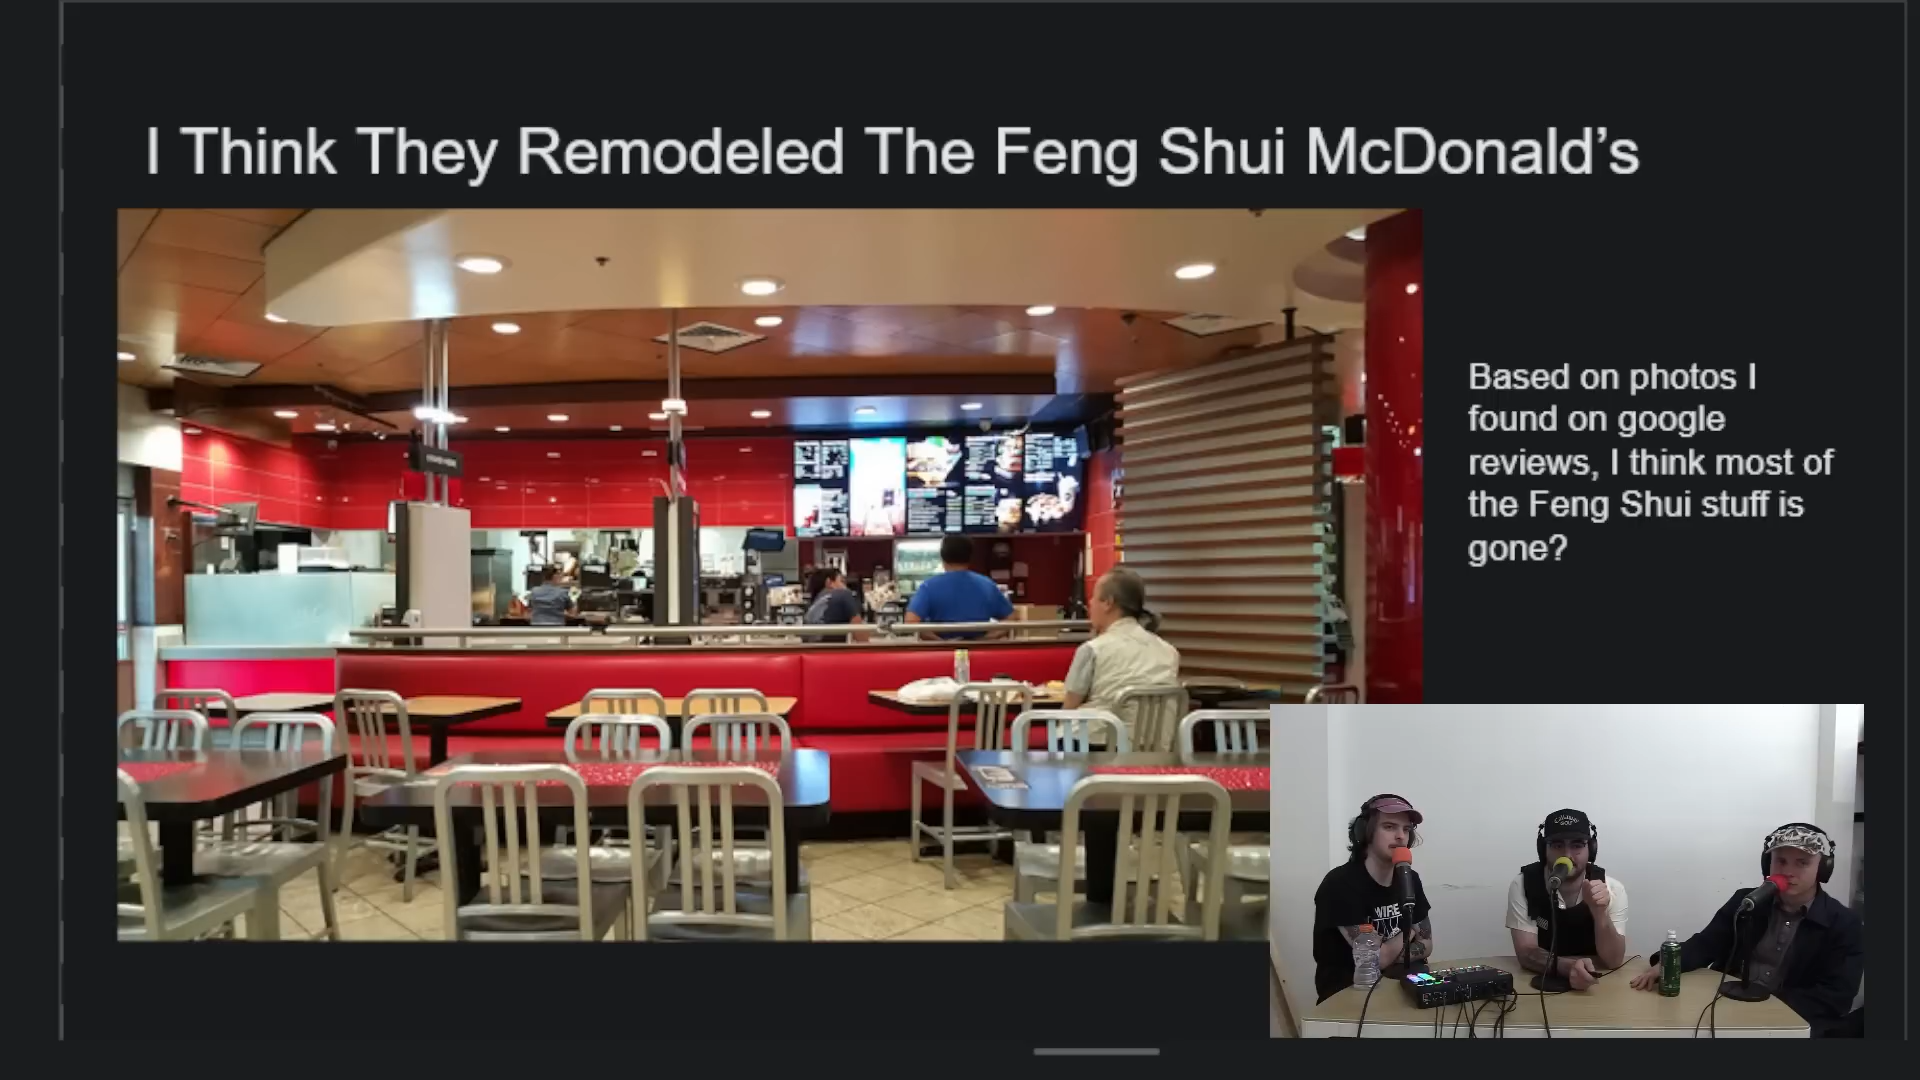 I Think They Remodeled The Feng Shui McDonald's
Based on photos I
found on google
reviews, I think most of
the Feng Shui stuff is
gone?
WIRE